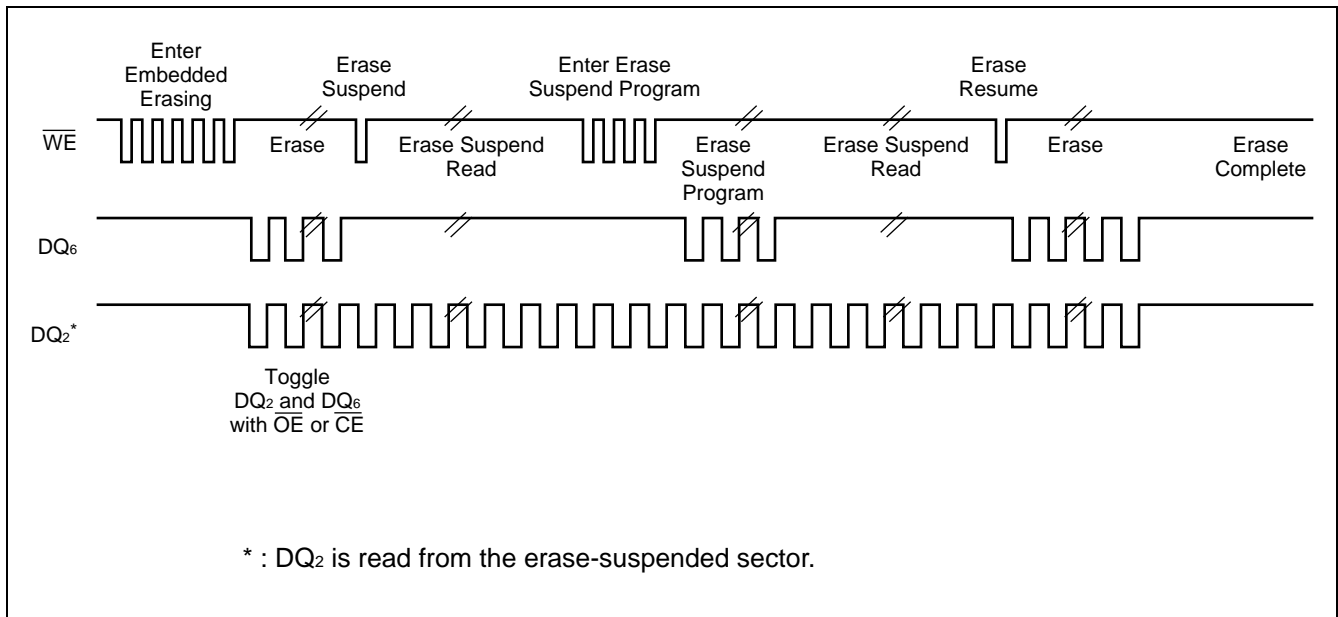 Enter
Embedded
Erasing
Erase
Suspend
Enter Erase
Suspend Program
Erase
Resume
WE
Erase
Erase Suspend
Read
Erase
Suspend
Program
Erase Suspend
Read
Erase
Erase
Complete
DQ6
DQ2*
Toggle
DQ2 and DQ6
with OE or CE
* : DQ2 is read from the erase-suspended sector.